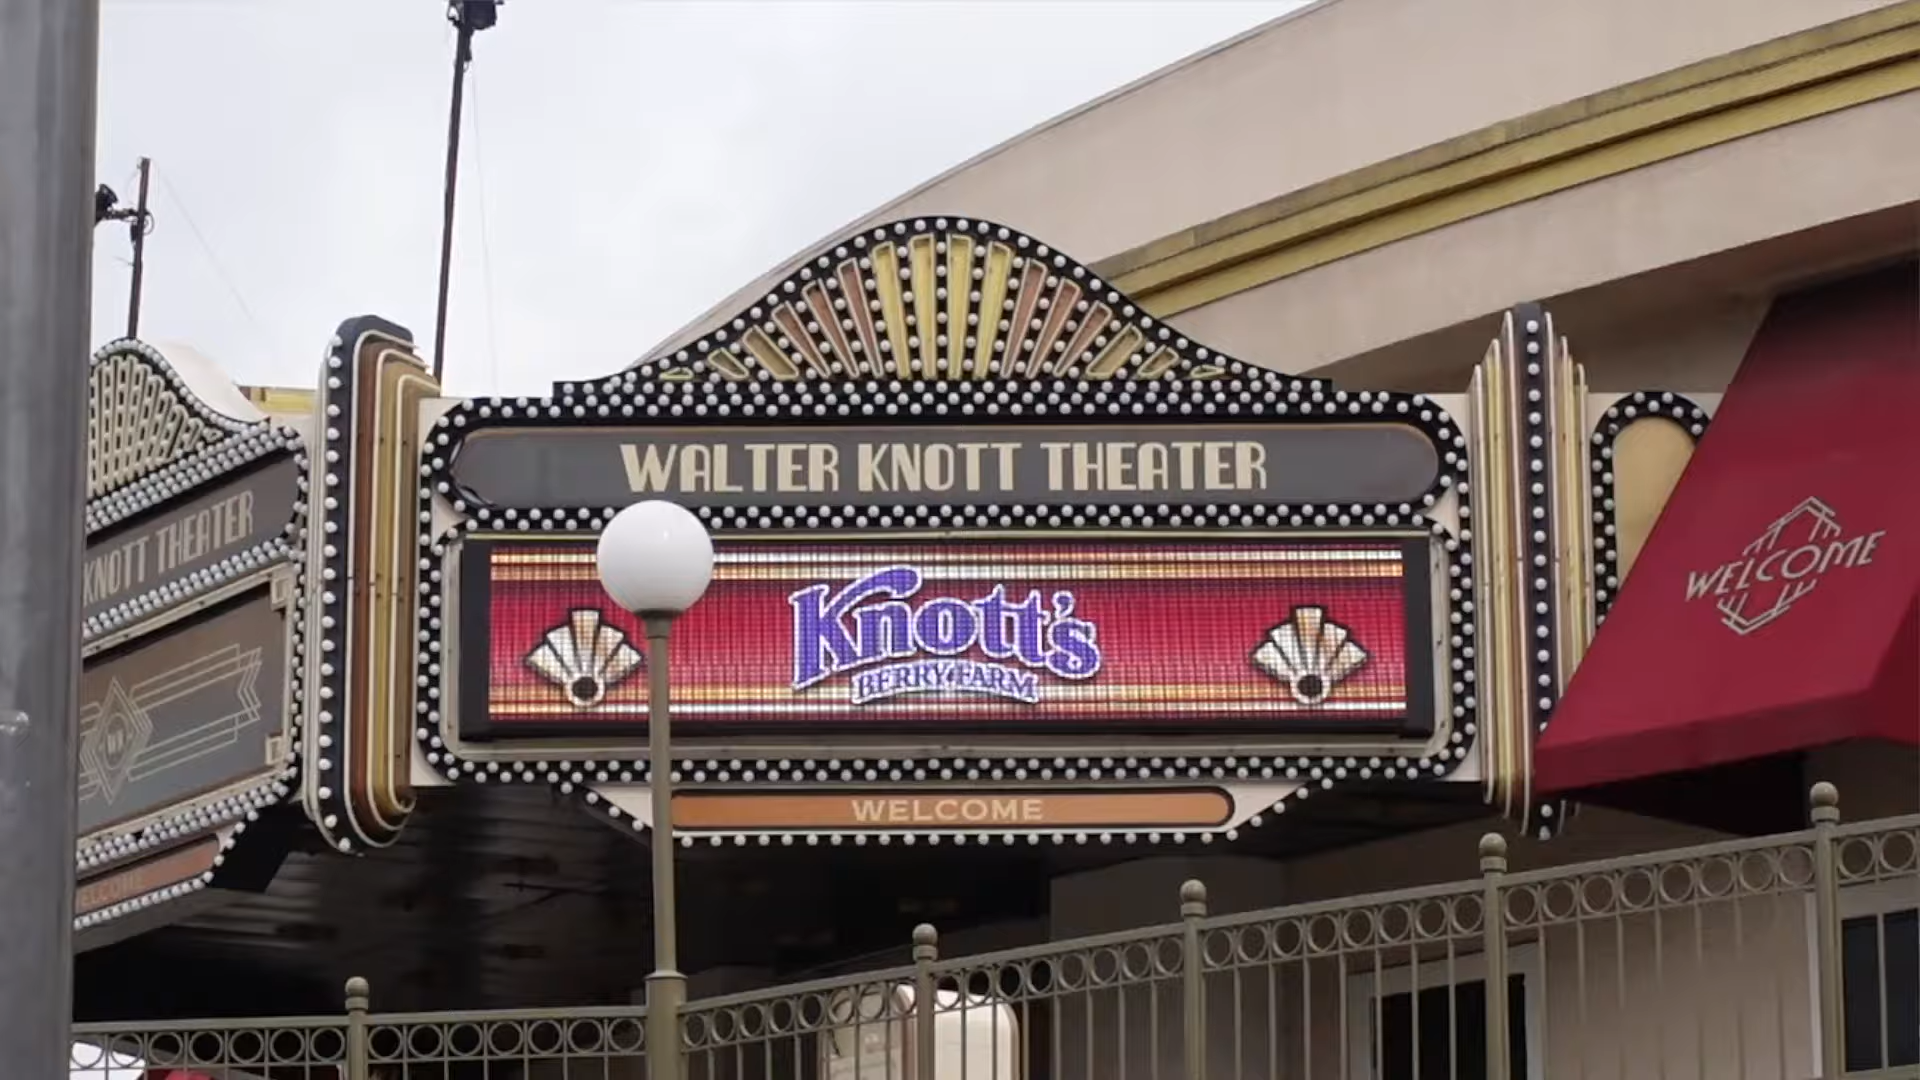 WALTER KNOTT THEATER
KNOTT THEATER
Knott's
BERRY FARM
WELCOME
WELCOME
WELCOME